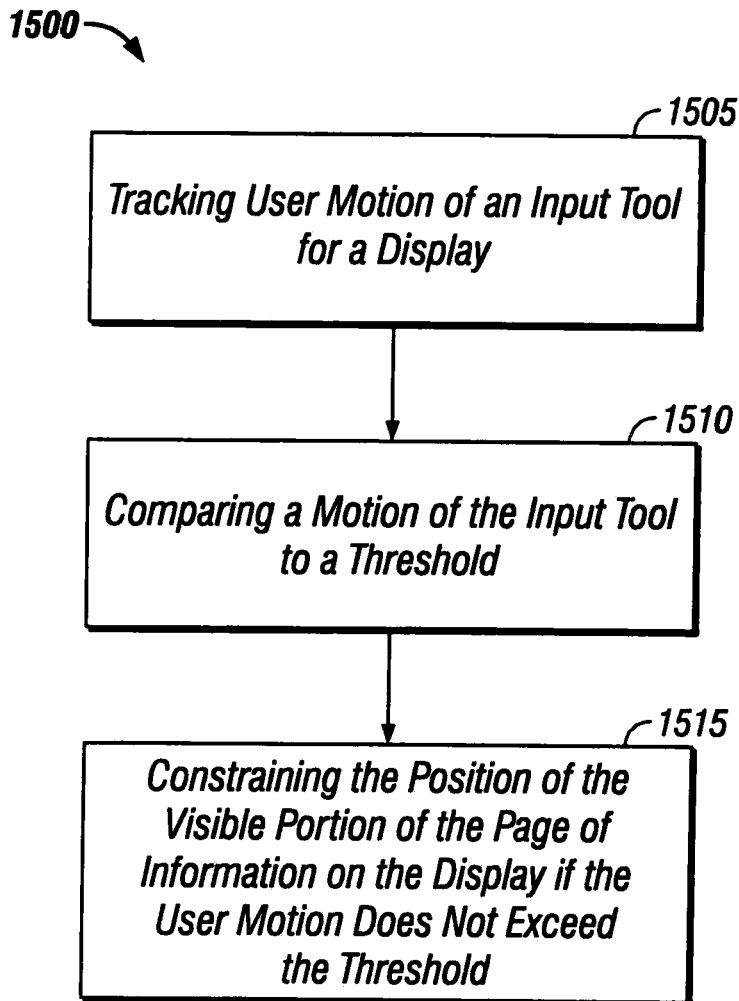 1500
1505
Tracking User Motion of an Input Tool
for a Display
1510
Comparing a Motion of the Input Tool
to a Threshold
1515
Constraining the Position of the
Visible Portion of the Page of
Information on the Display if the
User Motion Does Not Exceed
the Threshold